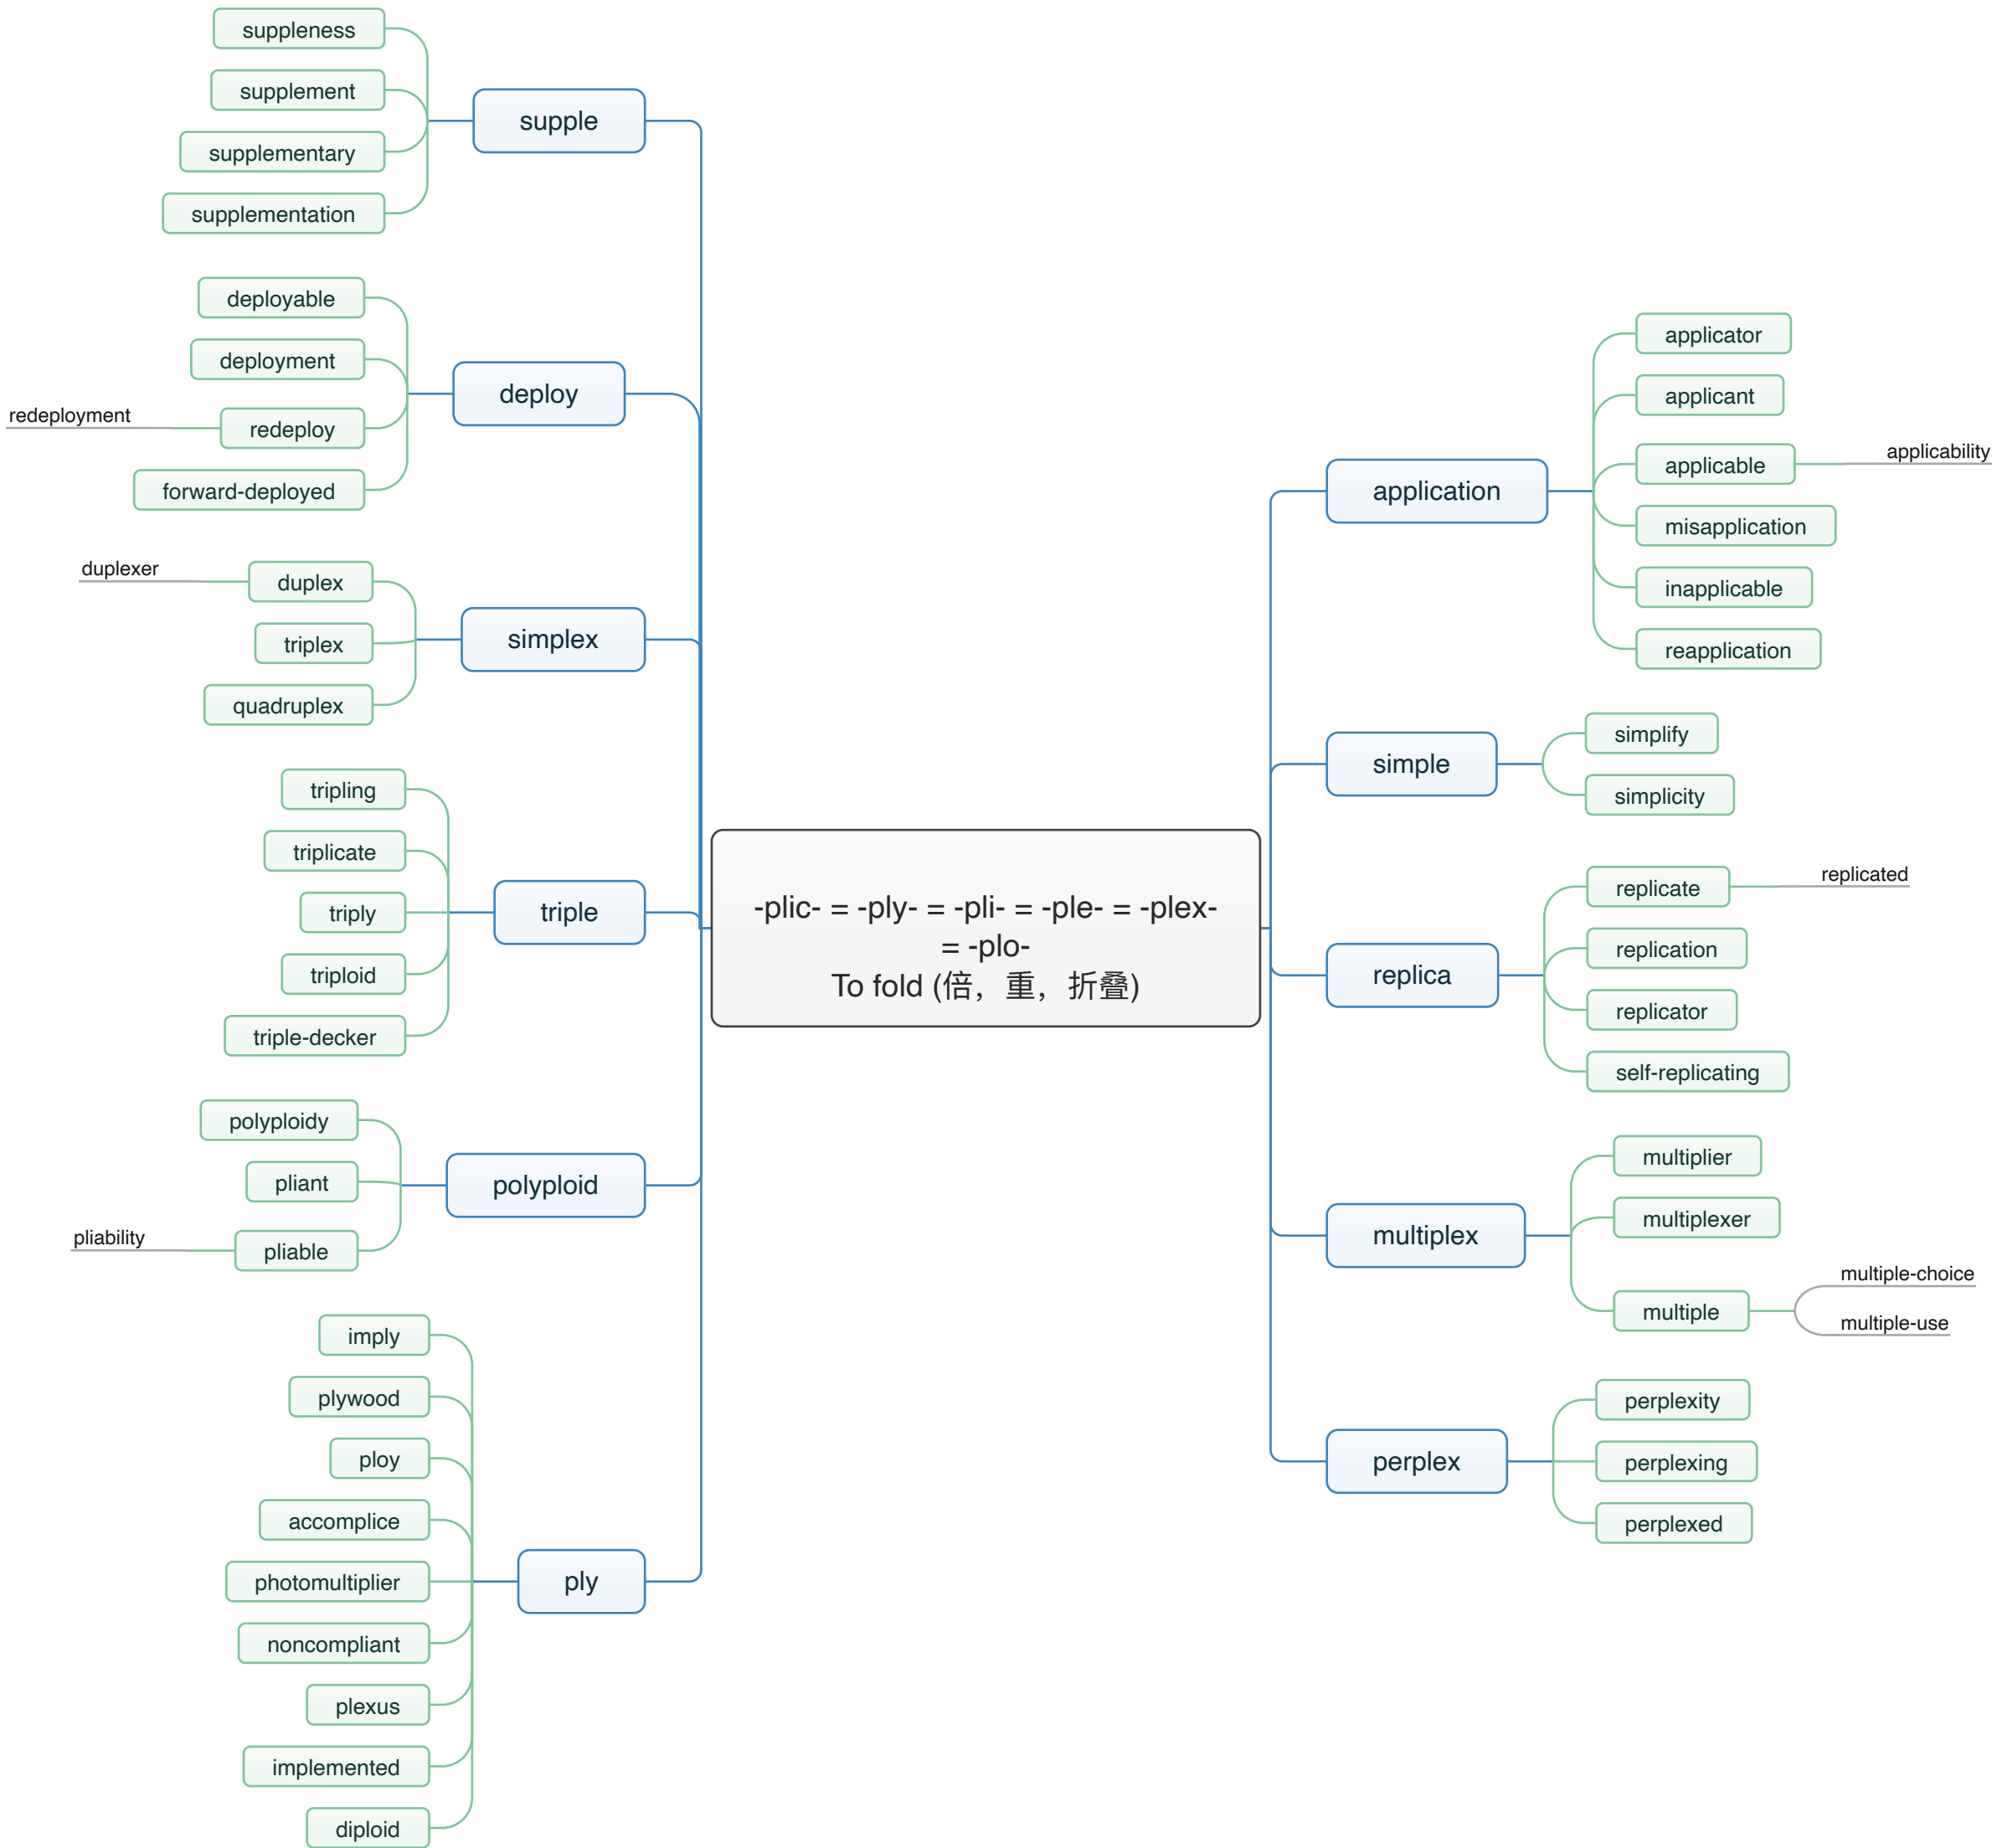 -plic- = -ply- = -pli- = -ple- = -plex-
= -plo-
To fold (倍，重，折叠)
supple
suppleness
supplement
supplementary
supplementation
deploy
deployable
deployment
redeploy
redeployment
forward-deployed
simplex
duplex
duplexer
triplex
quadruplex
triple
tripling
triplicate
triply
triploid
triple-decker
polyploid
polyploidy
pliant
pliable
pliability
ply
imply
plywood
ploy
accomplice
photomultiplier
noncompliant
plexus
implemented
diploid
application
applicator
applicant
applicable
applicability
misapplication
inapplicable
reapplication
simple
simplify
simplicity
replica
replicate
replicated
replication
replicator
self-replicating
multiplex
multiplier
multiplexer
multiple
multiple-choice
multiple-use
perplex
perplexity
perplexing
perplexed